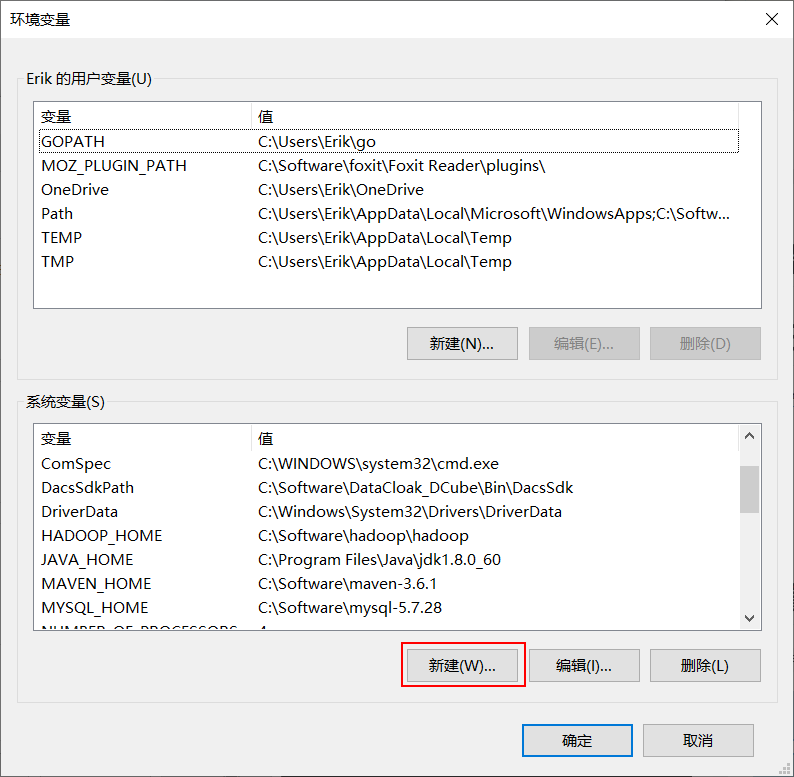 环境变量
Erik 的用户变量(U)
变量 值
GOPATH C:\Users\Erik\go
MOZ_PLUGIN_PATH C:\Software\foxit\Foxit Reader\plugins\
OneDrive C:\Users\Erik\OneDrive
Path C:\Users\Erik\AppData\Local\Microsoft\WindowsApps;C:\Softw...
TEMP C:\Users\Erik\AppData\Local\Temp
TMP C:\Users\Erik\AppData\Local\Temp
新建(N)... 编辑(E)... 删除(D)
系统变量(S)
变量 值
ComSpec C:\WINDOWS\system32\cmd.exe
DacsSdkPath C:\Software\DataCloak_DCube\Bin\DacsSdk
DriverData C:\Windows\System32\Drivers\DriverData
HADOOP_HOME C:\Software\hadoop\hadoop
JAVA_HOME C:\Program Files\Java\jdk1.8.0_60
MAVEN_HOME C:\Software\maven-3.6.1
MYSQL_HOME C:\Software\mysql-5.7.28
NUMBER_OF_PROCESSORS 4
新建(W)... 编辑(I)... 删除(L)
确定 取消